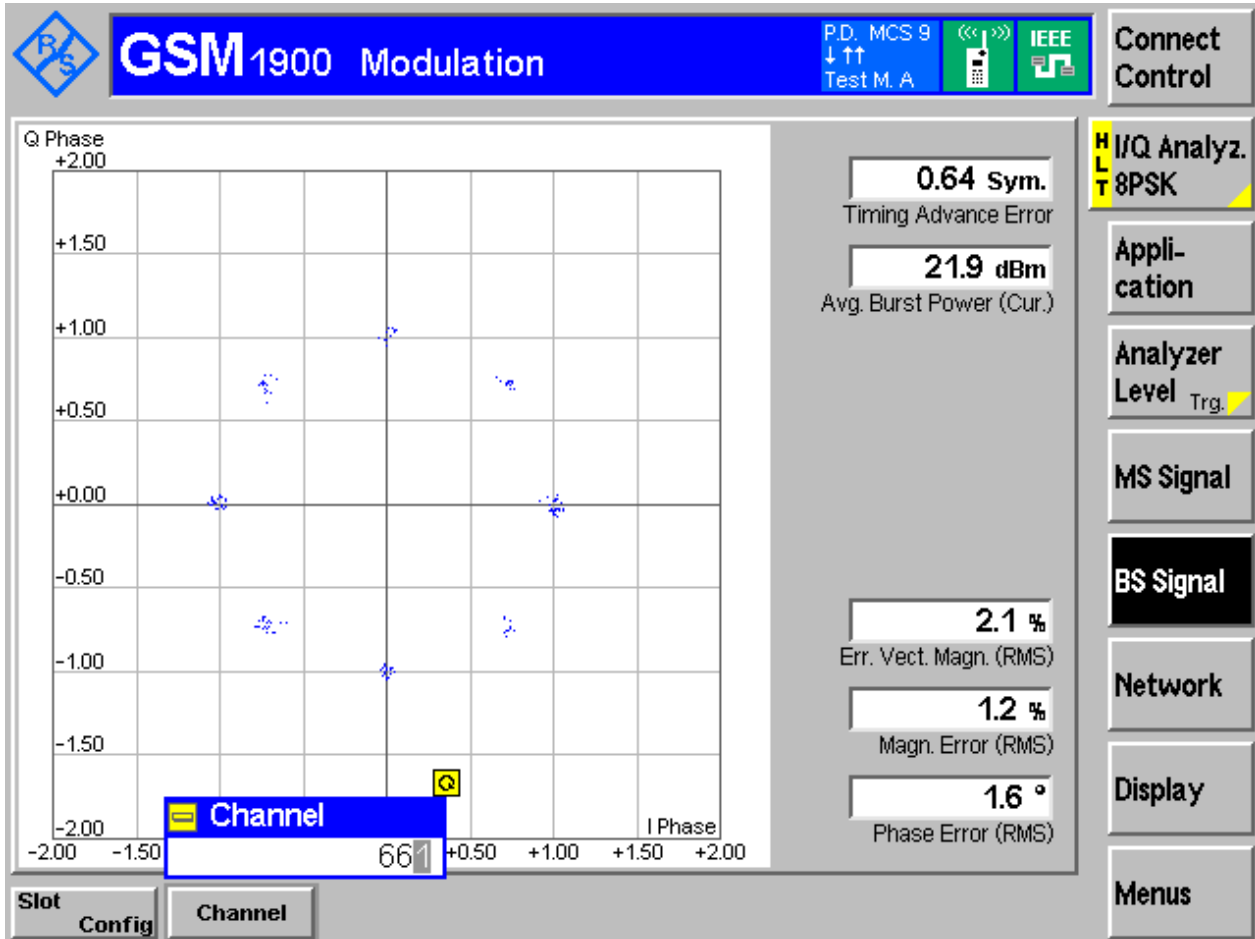 R/S
GSM 1900 Modulation
P.D. MCS 9
↓ ↑↑
Test M. A
IEEE
Connect
Control
Q Phase
+2.00
+1.50
+1.00
+0.50
+0.00
-0.50
-1.00
-1.50
-2.00
I Phase
-2.00 -1.50 +0.50 +1.00 +1.50 +2.00
Q
Channel
661
0.64 Sym.
Timing Advance Error
21.9 dBm
Avg. Burst Power (Cur.)
2.1 %
Err. Vect. Magn. (RMS)
1.2 %
Magn. Error (RMS)
1.6 °
Phase Error (RMS)
HLT
I/Q Analyz.
8PSK
Appli-
cation
Analyzer
Level Trg.
MS Signal
BS Signal
Network
Display
Menus
Slot
Config
Channel